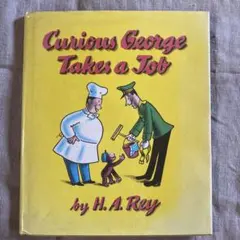 Curious George
Takes a Job
by H. A. Rey